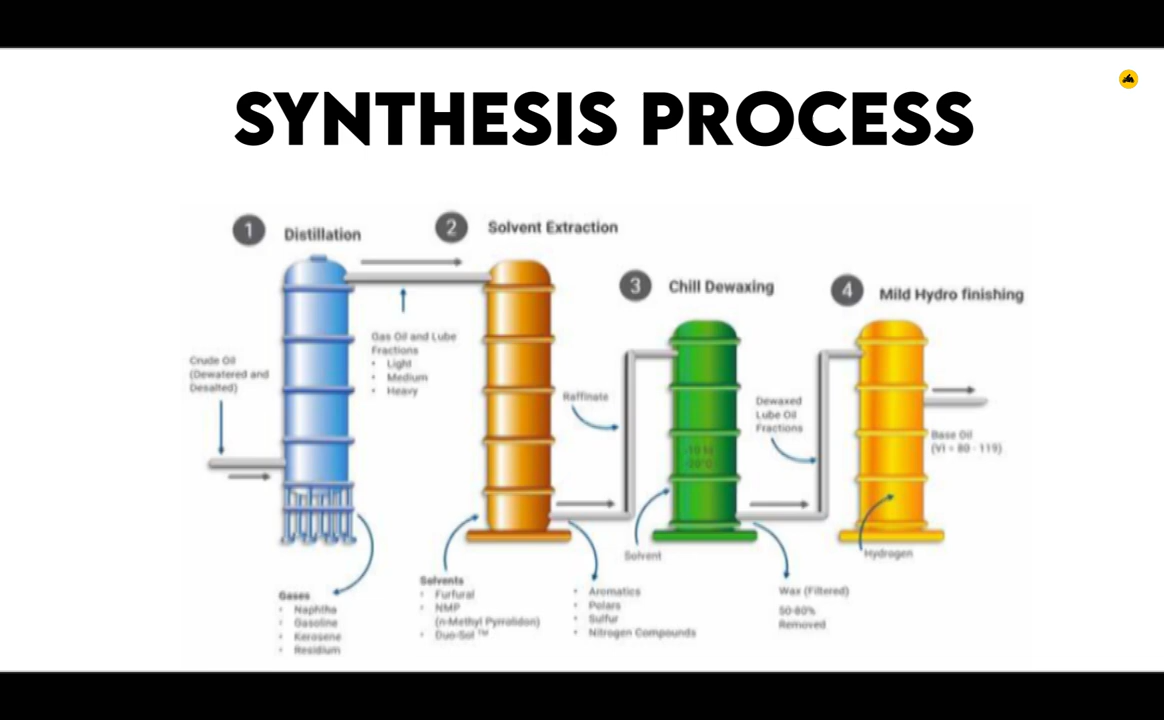 SYNTHESIS PROCESS
1 Distillation
2 Solvent Extraction
3 Chill Dewaxing
4 Mild Hydro finishing
Crude Oil
(Dewatered and
Desalted)
Gas Oil and Lube
Fractions
• Light
• Medium
• Heavy
Raffinate
Dewaxed
Lube Oil
Fractions
Base Oil
(VI = 80 - 119)
Solvent
Hydrogen
Gases
• Naphtha
• Gasoline
• Kerosene
• Residium
Solvents
• Furfural
• NMP
(n-Methyl Pyrrolidon)
• Duo-Sol ™
• Aromatics
• Polars
• Sulfur
• Nitrogen Compounds
Wax (Filtered)
50-80%
Removed